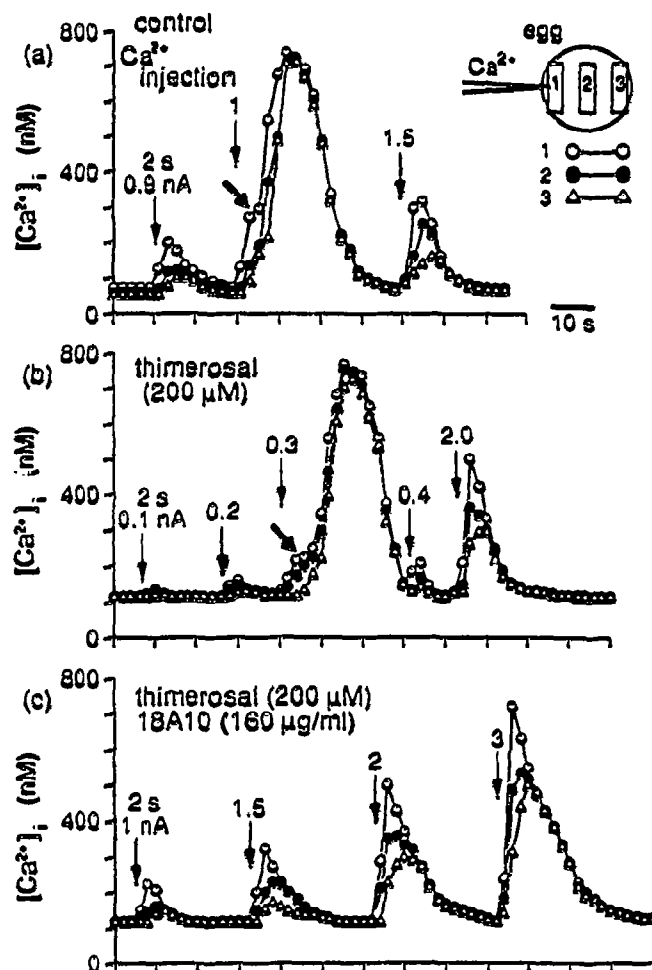 (a)
control
Ca²⁺
injection
2 s
0.9 nA
1
1.5
egg
Ca²⁺
1 2 3
1
2
3
10 s
[Ca²⁺]i (nM)
800
400
0
(b)
thimerosal
(200 µM)
2 s
0.1 nA
0.2
0.3
0.4
2.0
[Ca²⁺]i (nM)
800
400
0
(c)
thimerosal (200 µM)
18A10 (160 µg/ml)
2 s
1 nA
1.5
2
3
[Ca²⁺]i (nM)
800
400
0